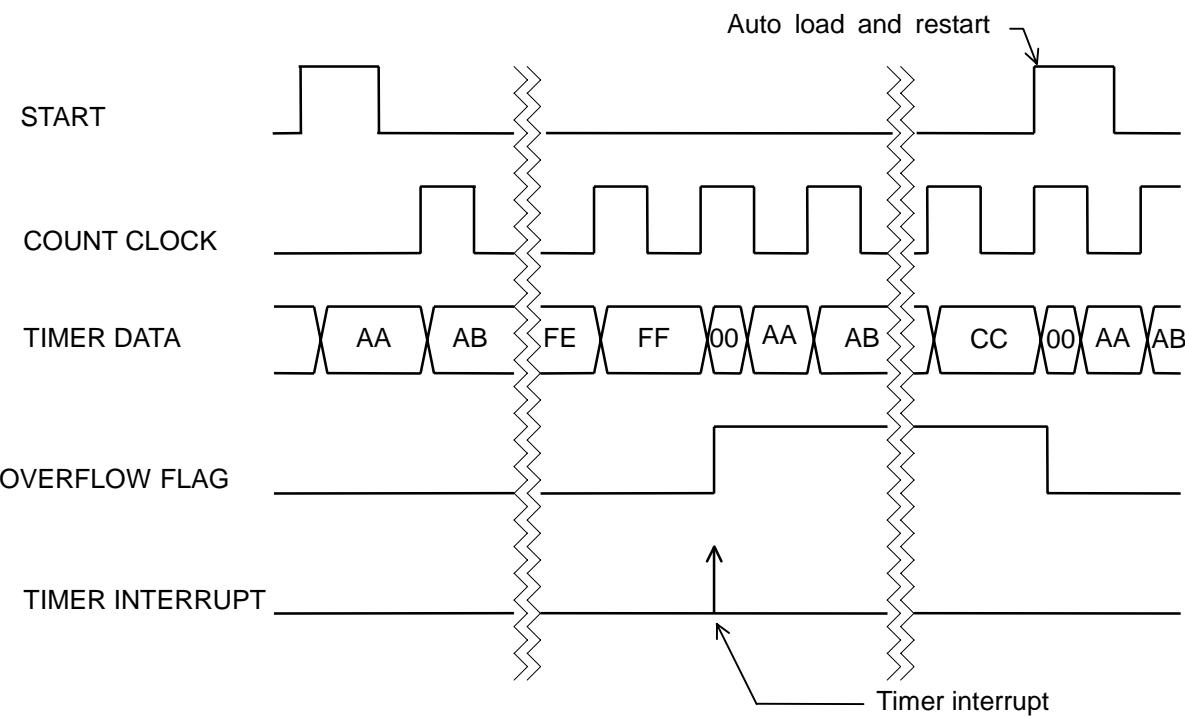 Auto load and restart
START
COUNT CLOCK
TIMER DATA AA AB FE FF 00 AA AB CC 00 AA AB
OVERFLOW FLAG
TIMER INTERRUPT
Timer interrupt